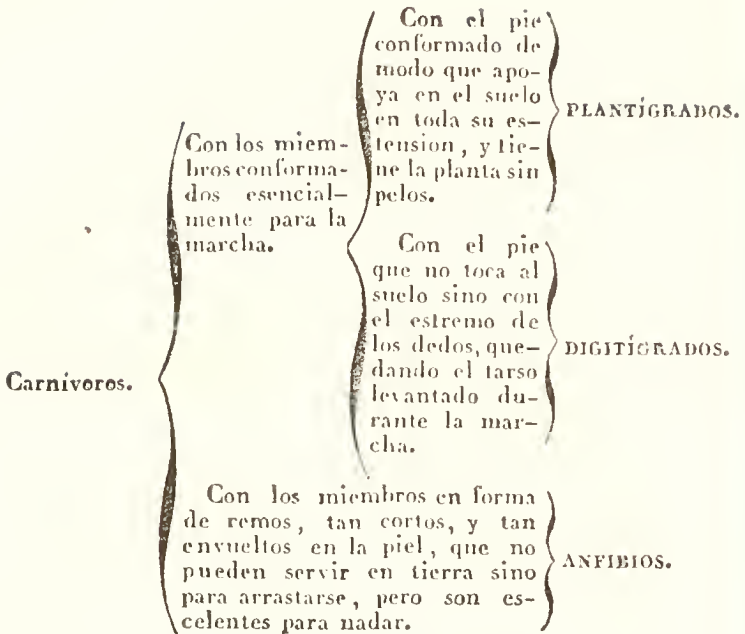 Con el pie
conformado de
modo que apo-
ya en el suelo
en toda su es-
tension, y tie-
ne la planta sin
pelos.
PLANTÍGRADOS.
Con los miem-
bros conforma-
dos esencial-
mente para la
marcha.
Con el pie
que no toca al
suelo sino con
el estremo de
los dedos, que-
dando el tarso
levantado du-
rante la mar-
cha.
DIGITÍGRADOS.
Carnívoros.
Con los miembros en forma
de remos, tan cortos, y tan
envueltos en la piel, que no
pueden servir en tierra sino
para arrastarse, pero son es-
celentes para nadar.
ANFIBIOS.